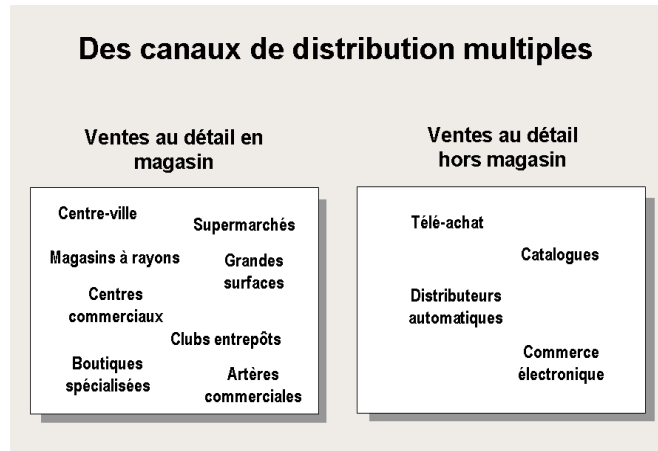 Des canaux de distribution multiples
Ventes au détail en
magasin
Centre-ville
Supermarchés
Magasins à rayons
Grandes
surfaces
Centres
commerciaux
Clubs entrepôts
Boutiques
spécialisées
Artères
commerciales
Ventes au détail
hors magasin
Télé-achat
Catalogues
Distributeurs
automatiques
Commerce
électronique